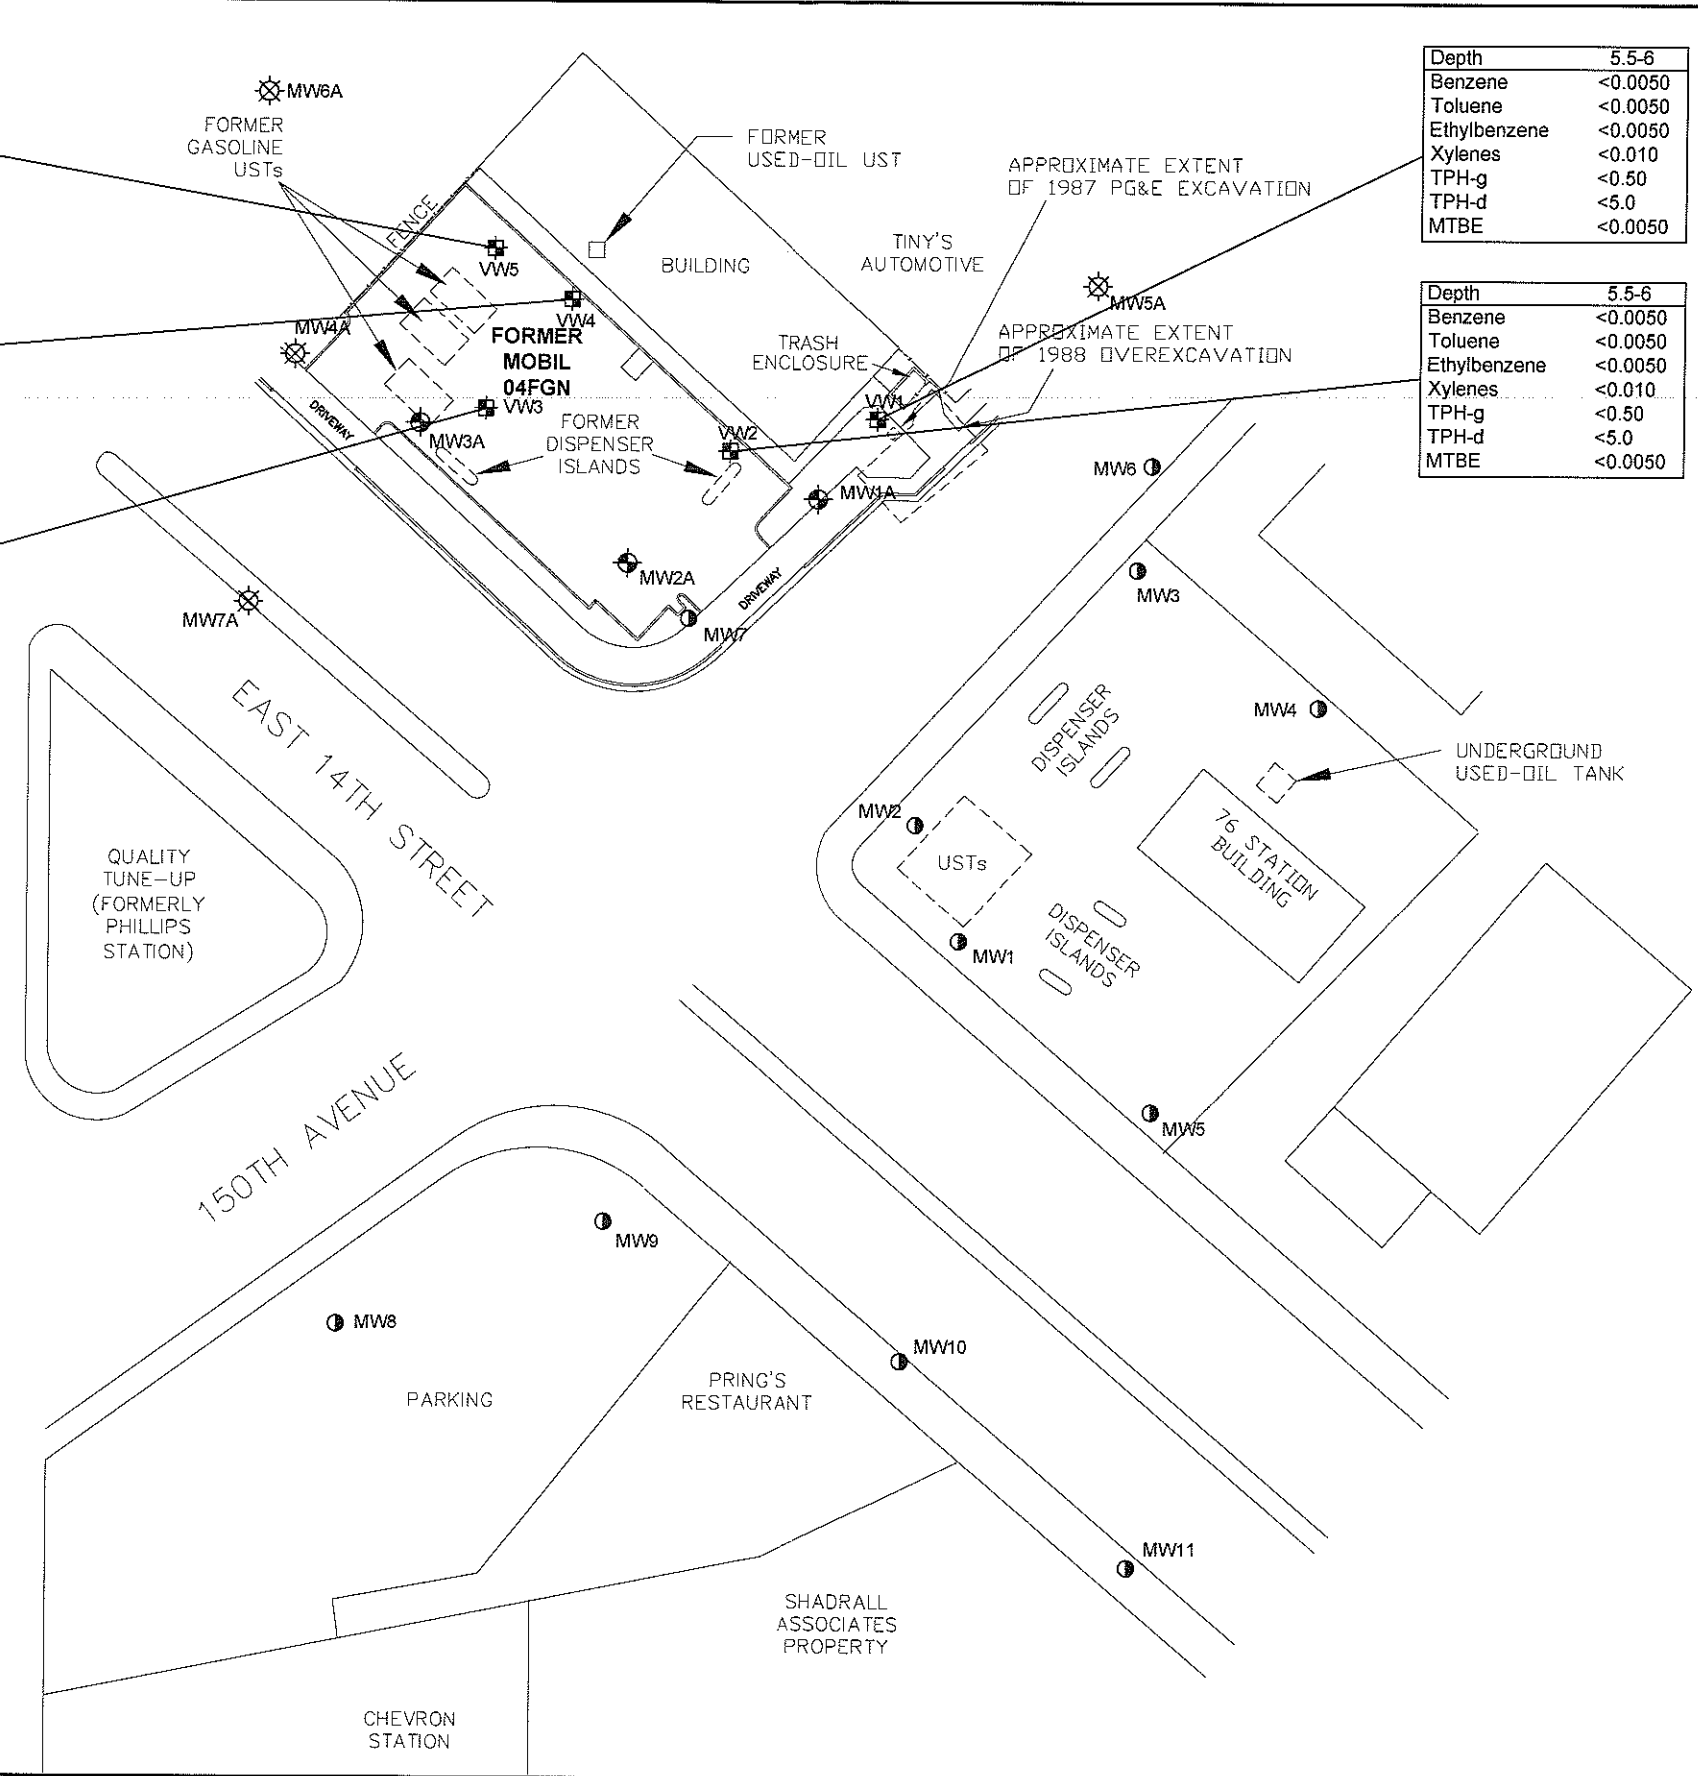 Depth 5.5-6
Benzene <0.0050
Toluene <0.0050
Ethylbenzene <0.0050
Xylenes <0.010
TPH-g <0.50
TPH-d <5.0
MTBE <0.0050
MW6A
FORMER
GASOLINE
USTs
FORMER
USED-OIL UST
APPROXIMATE EXTENT
OF 1987 PG&E EXCAVATION
FENCE
VW5
BUILDING
TINY'S
AUTOMOTIVE
MW5A
Depth 5.5-6
Benzene <0.0050
Toluene <0.0050
Ethylbenzene <0.0050
Xylenes <0.010
TPH-g <0.50
TPH-d <5.0
MTBE <0.0050
MW4A
VW4
FORMER
MOBIL
04FGN
TRASH
ENCLOSURE
APPROXIMATE EXTENT
OF 1988 OVEREXCAVATION
DRIVEWAY
VW3
MW3A
FORMER
DISPENSER
ISLANDS
VW2
VW1
MW1A
MW6
MW2A
DRIVEWAY
MW7
MW3
MW7A
EAST 14TH STREET
DISPENSER
ISLANDS
MW4
UNDERGROUND
USED-OIL TANK
MW2
USTs
76 STATION
BUILDING
QUALITY
TUNE-UP
(FORMERLY
PHILLIPS
STATION)
DISPENSER
ISLANDS
MW1
150TH AVENUE
MW5
MW9
MW8
MW10
PARKING
PRING'S
RESTAURANT
MW11
SHADRALL
ASSOCIATES
PROPERTY
CHEVRON
STATION